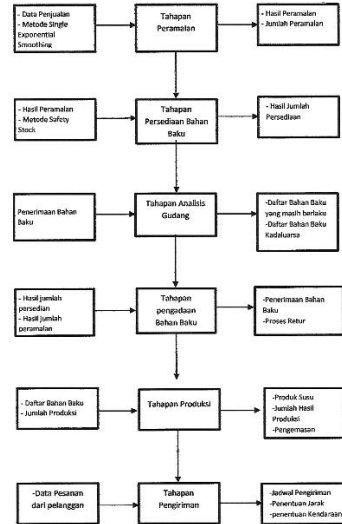 - Data Penjualan
- Metode Single
Exponential
Smoothing
Tahapan
Peramalan
- Hasil Peramalan
- Jumlah Peramalan
- Hasil Peramalan
- Metode Safety
Stock
Tahapan
Persediaan Bahan
Baku
- Hasil Jumlah
Persediaan
Penerimaan Bahan
Baku
Tahapan Analisis
Gudang
-Daftar Bahan Baku
yang masih berlaku
-Daftar Bahan Baku
Kadaluarsa
- Hasil jumlah
persedian
- Hasil jumlah
peramalan
Tahapan
pengadaan
Bahan Baku
-Penerimaan Bahan
Baku
-Proses Retur
- Daftar Bahan Baku
- Jumlah Produksi
Tahapan Produksi
-Produk Susu
-Jumlah Hasil
Produksi
-Pengemasan
-Data Pesanan
dari pelanggan
Tahapan
Pengiriman
-Jadwal Pengiriman
-Penentuan Jarak
-penentuan Kendaraan